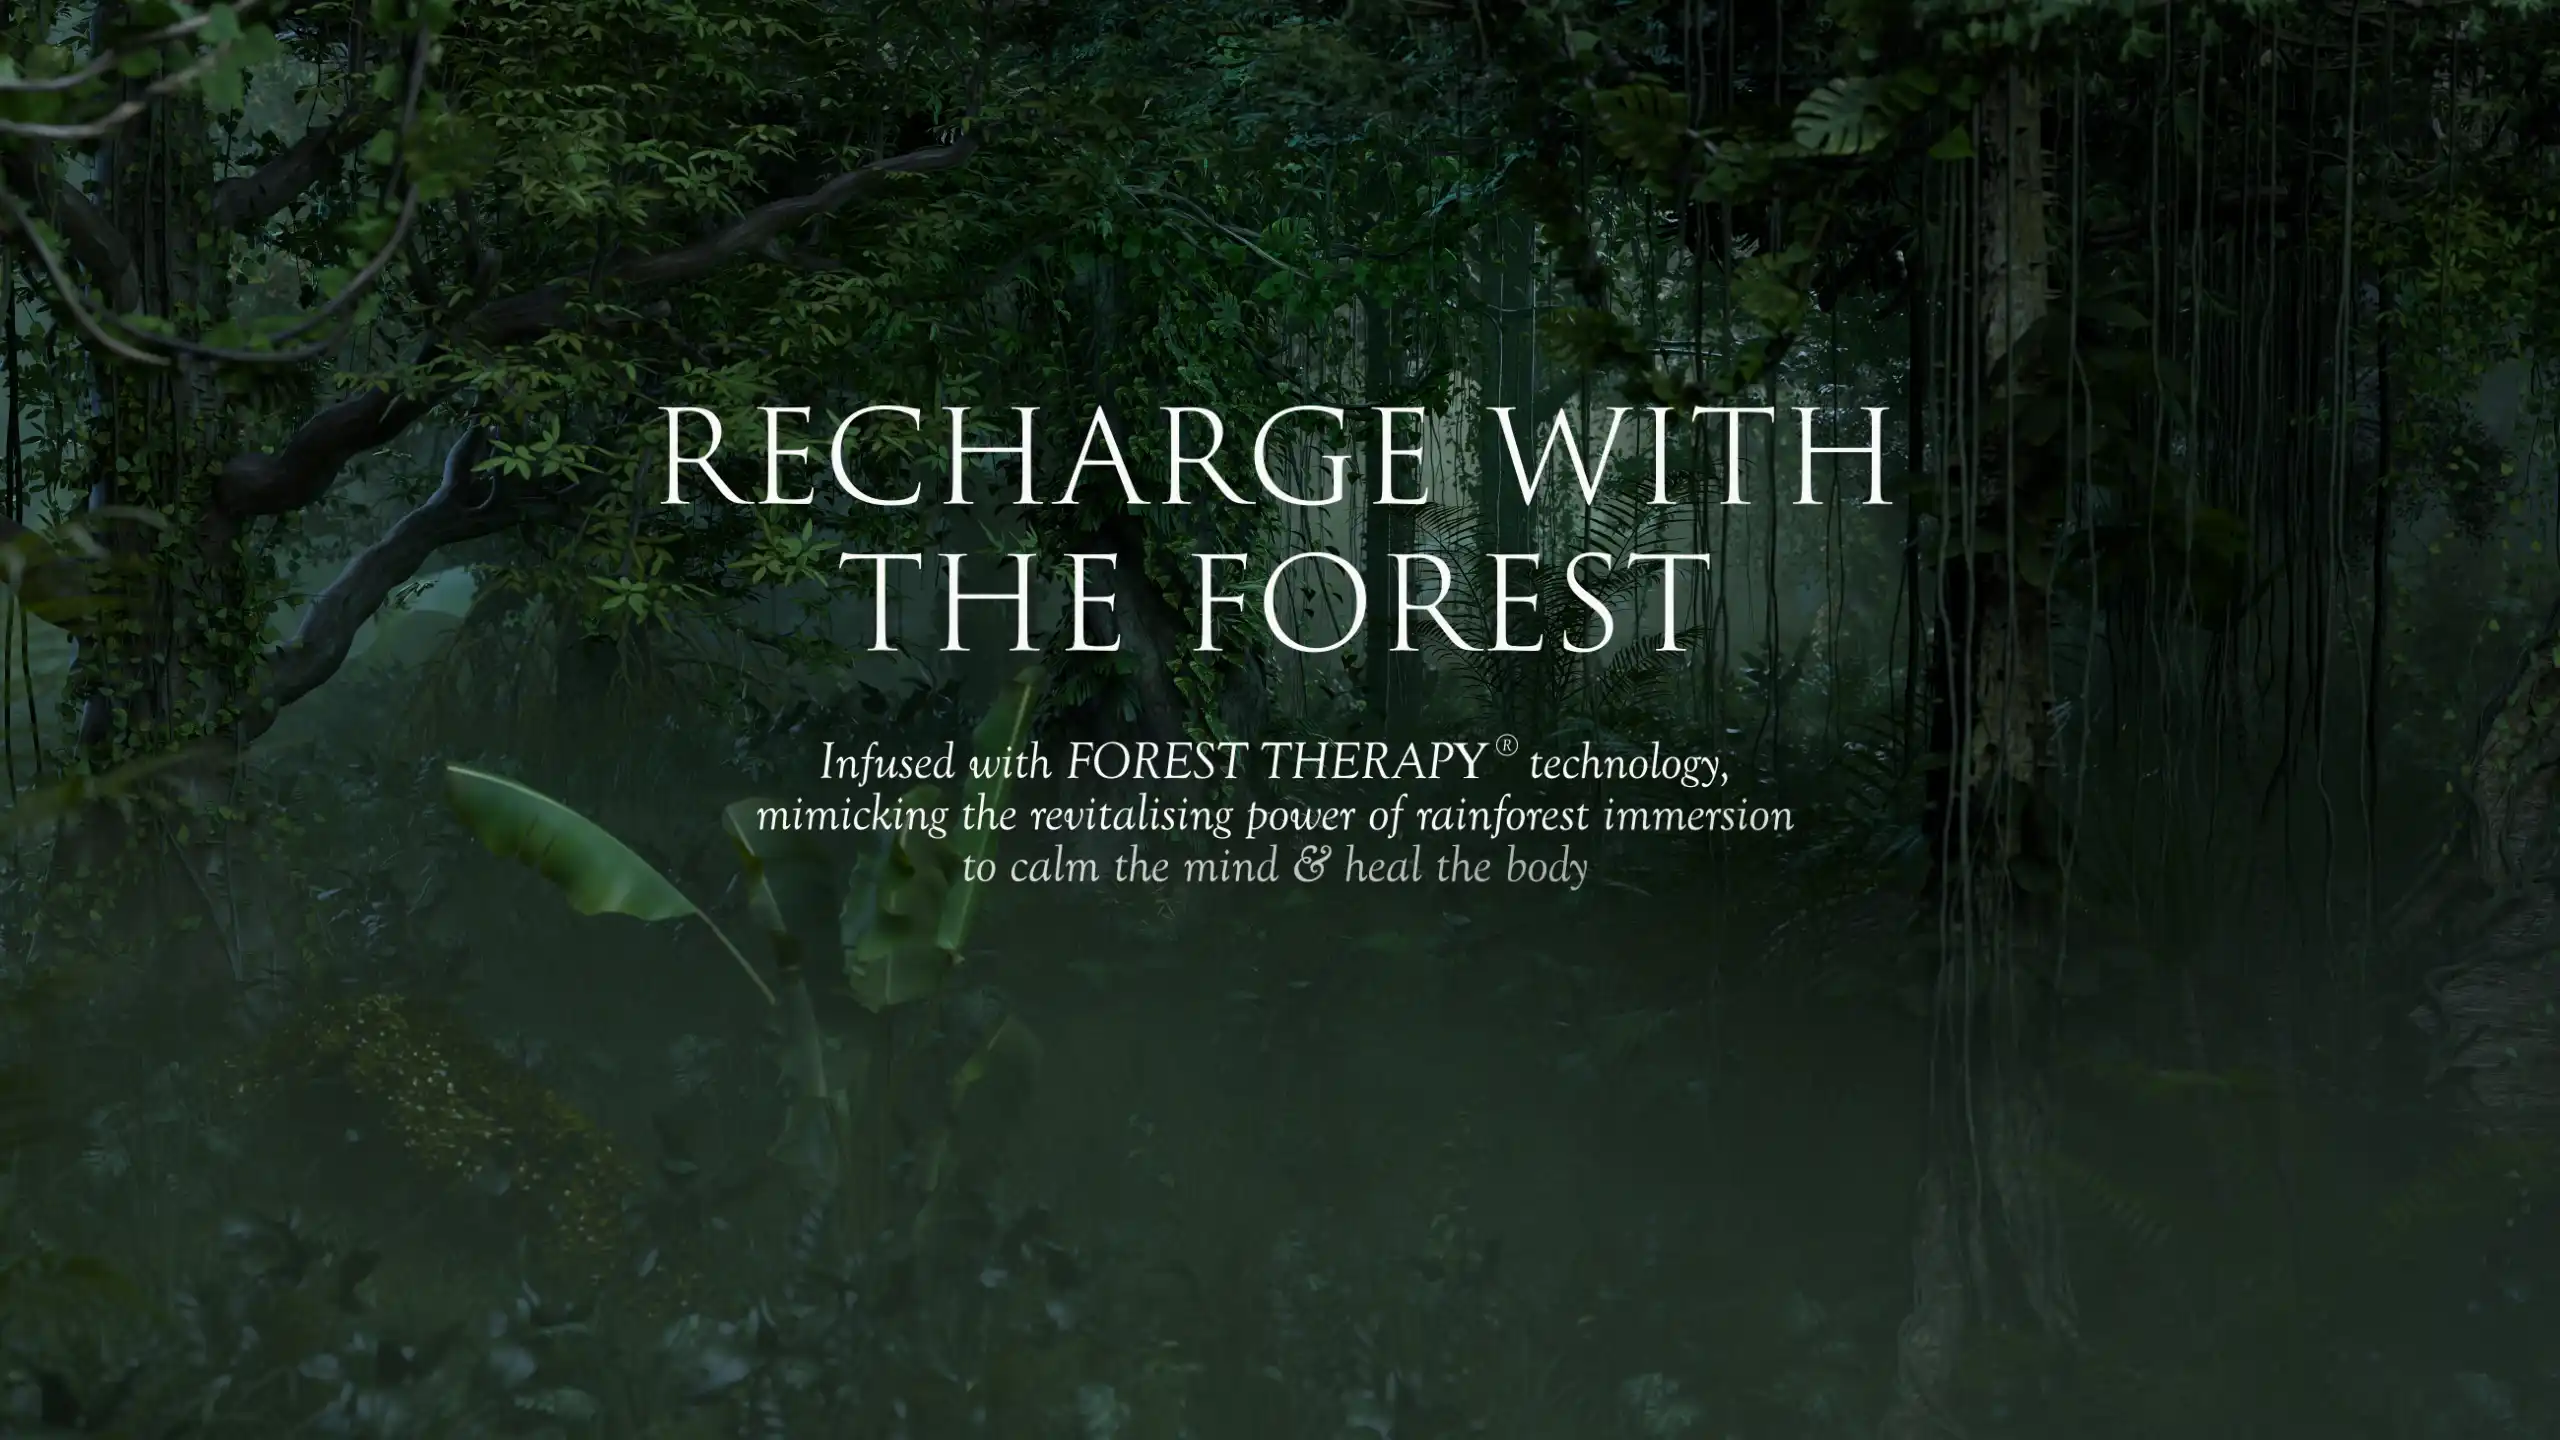 RECHARGE WITH
THE FOREST
Infused with FOREST THERAPY® technology,
mimicking the revitalising power of rainforest immersion
to calm the mind & heal the body